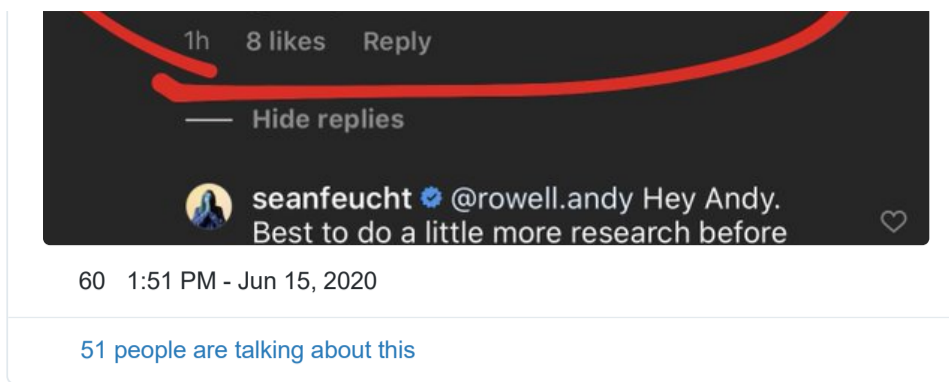 1h 8 likes Reply
Hide replies
seanfeucht @rowell.andy Hey Andy.
Best to do a little more research before
60 1:51 PM - Jun 15, 2020
51 people are talking about this